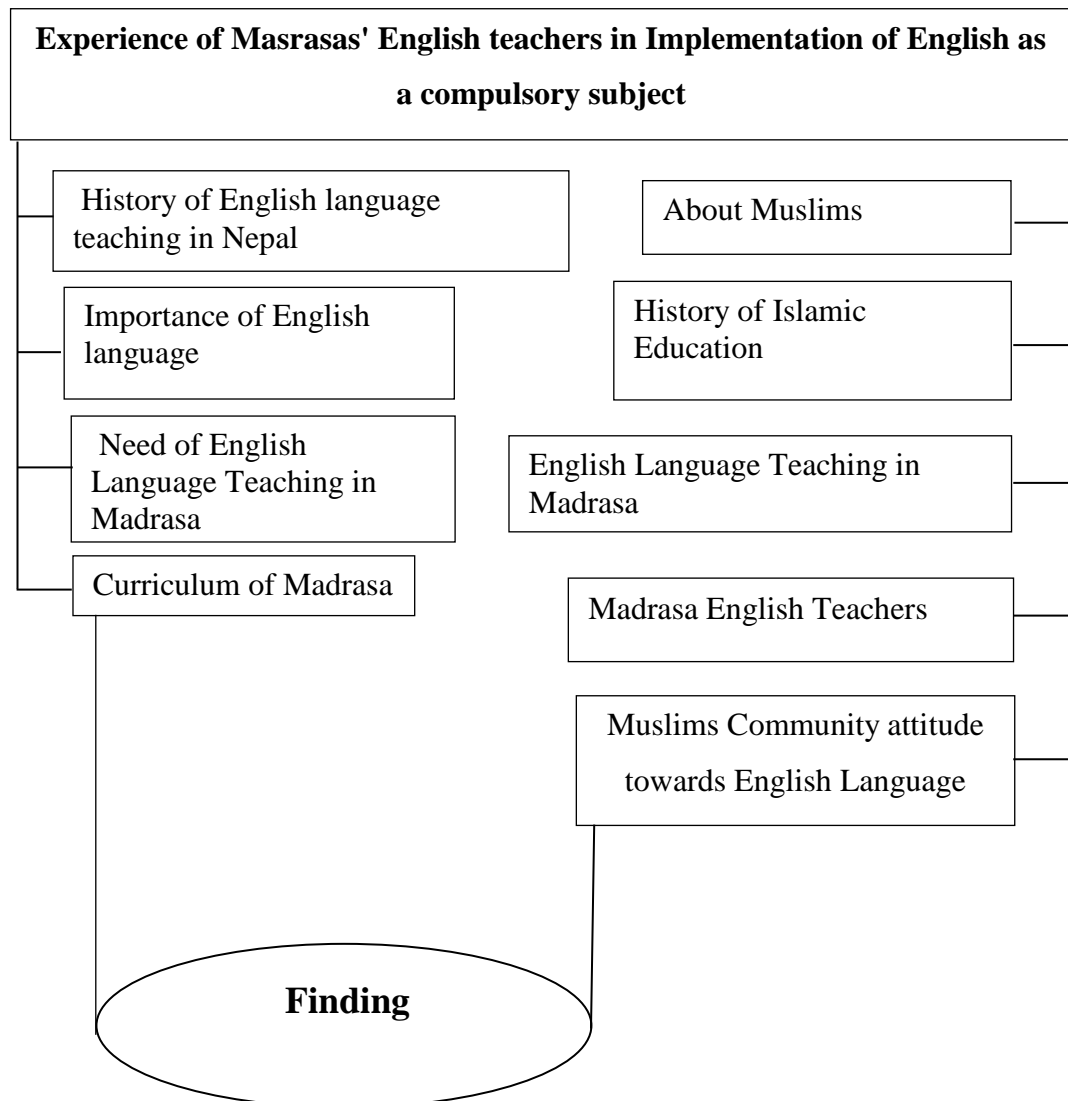 Experience of Masrasas' English teachers in Implementation of English as
a compulsory subject
History of English language
teaching in Nepal
Importance of English
language
Need of English
Language Teaching in
Madrasa
Curriculum of Madrasa
About Muslims
History of Islamic
Education
English Language Teaching in
Madrasa
Madrasa English Teachers
Muslims Community attitude
towards English Language
Finding